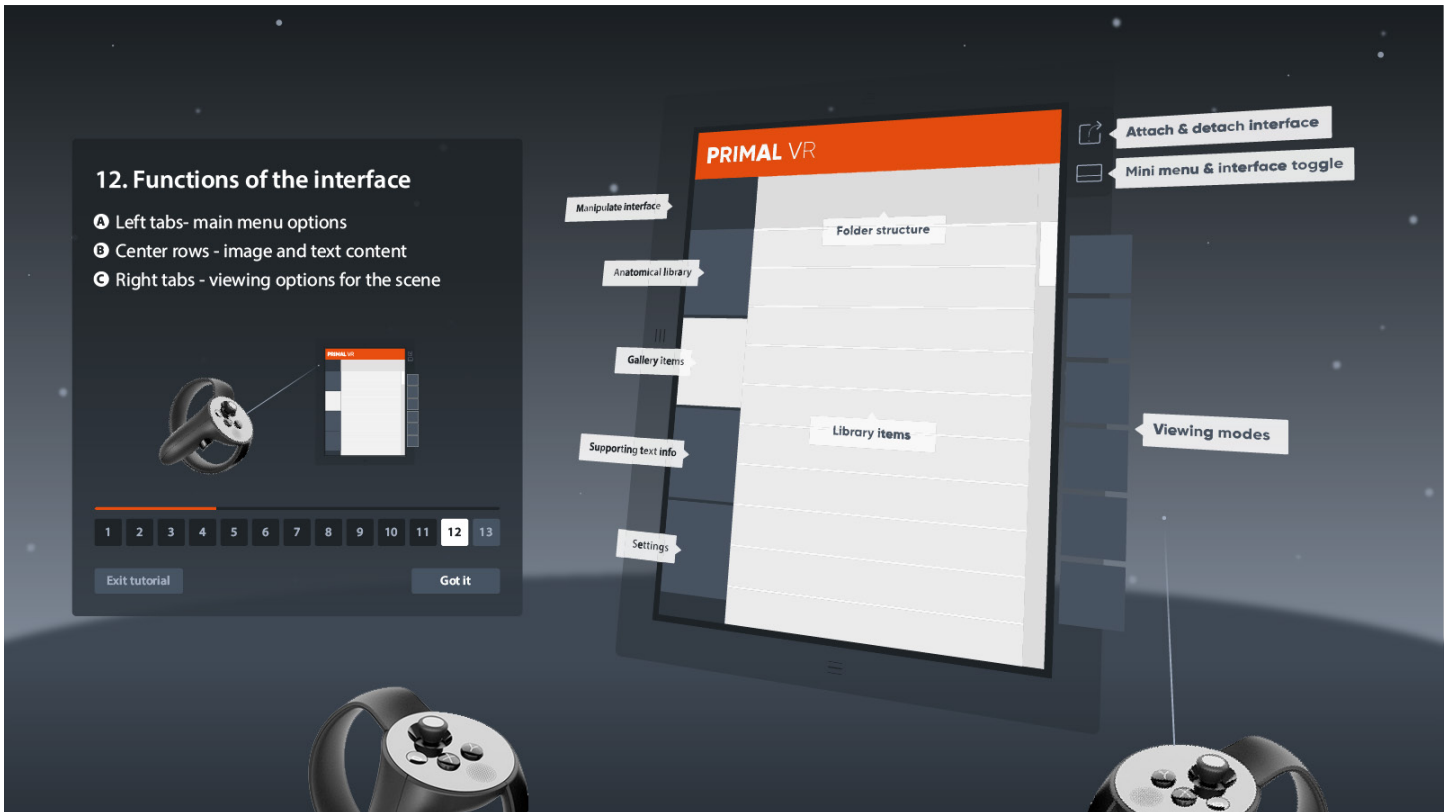 12. Functions of the interface
A Left tabs- main menu options
B Center rows - image and text content
C Right tabs - viewing options for the scene
PRIMAL VR
1 2 3 4 5 6 7 8 9 10 11 12 13
Exit tutorial
Got it
PRIMAL VR
Attach & detach interface
Mini menu & interface toggle
Manipulate interface
Folder structure
Anatomical library
Gallery items
Library items
Viewing modes
Supporting text info
Settings
Y
A
Y
X